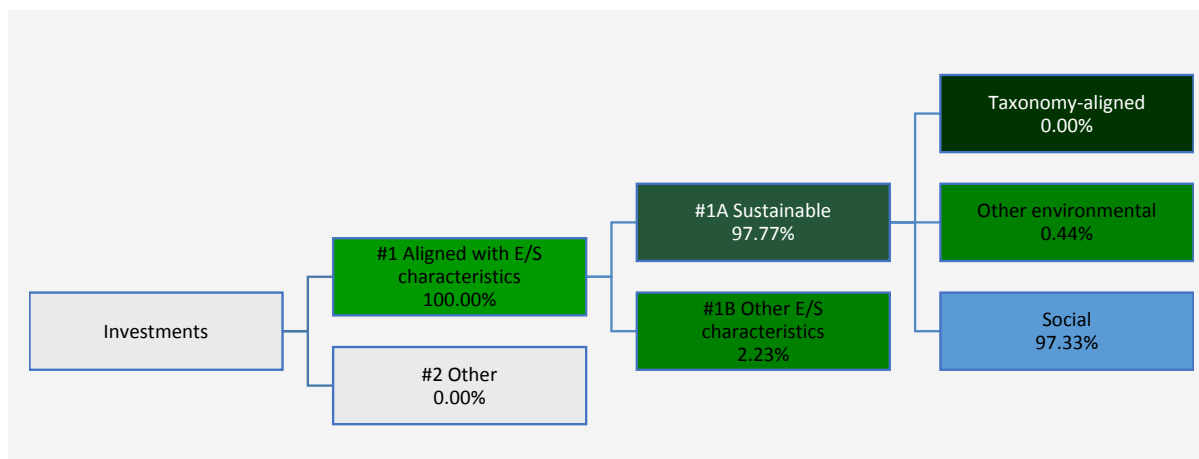 Investments
#1 Aligned with E/S
characteristics
100.00%
#2 Other
0.00%
#1A Sustainable
97.77%
#1B Other E/S
characteristics
2.23%
Taxonomy-aligned
0.00%
Other environmental
0.44%
Social
97.33%